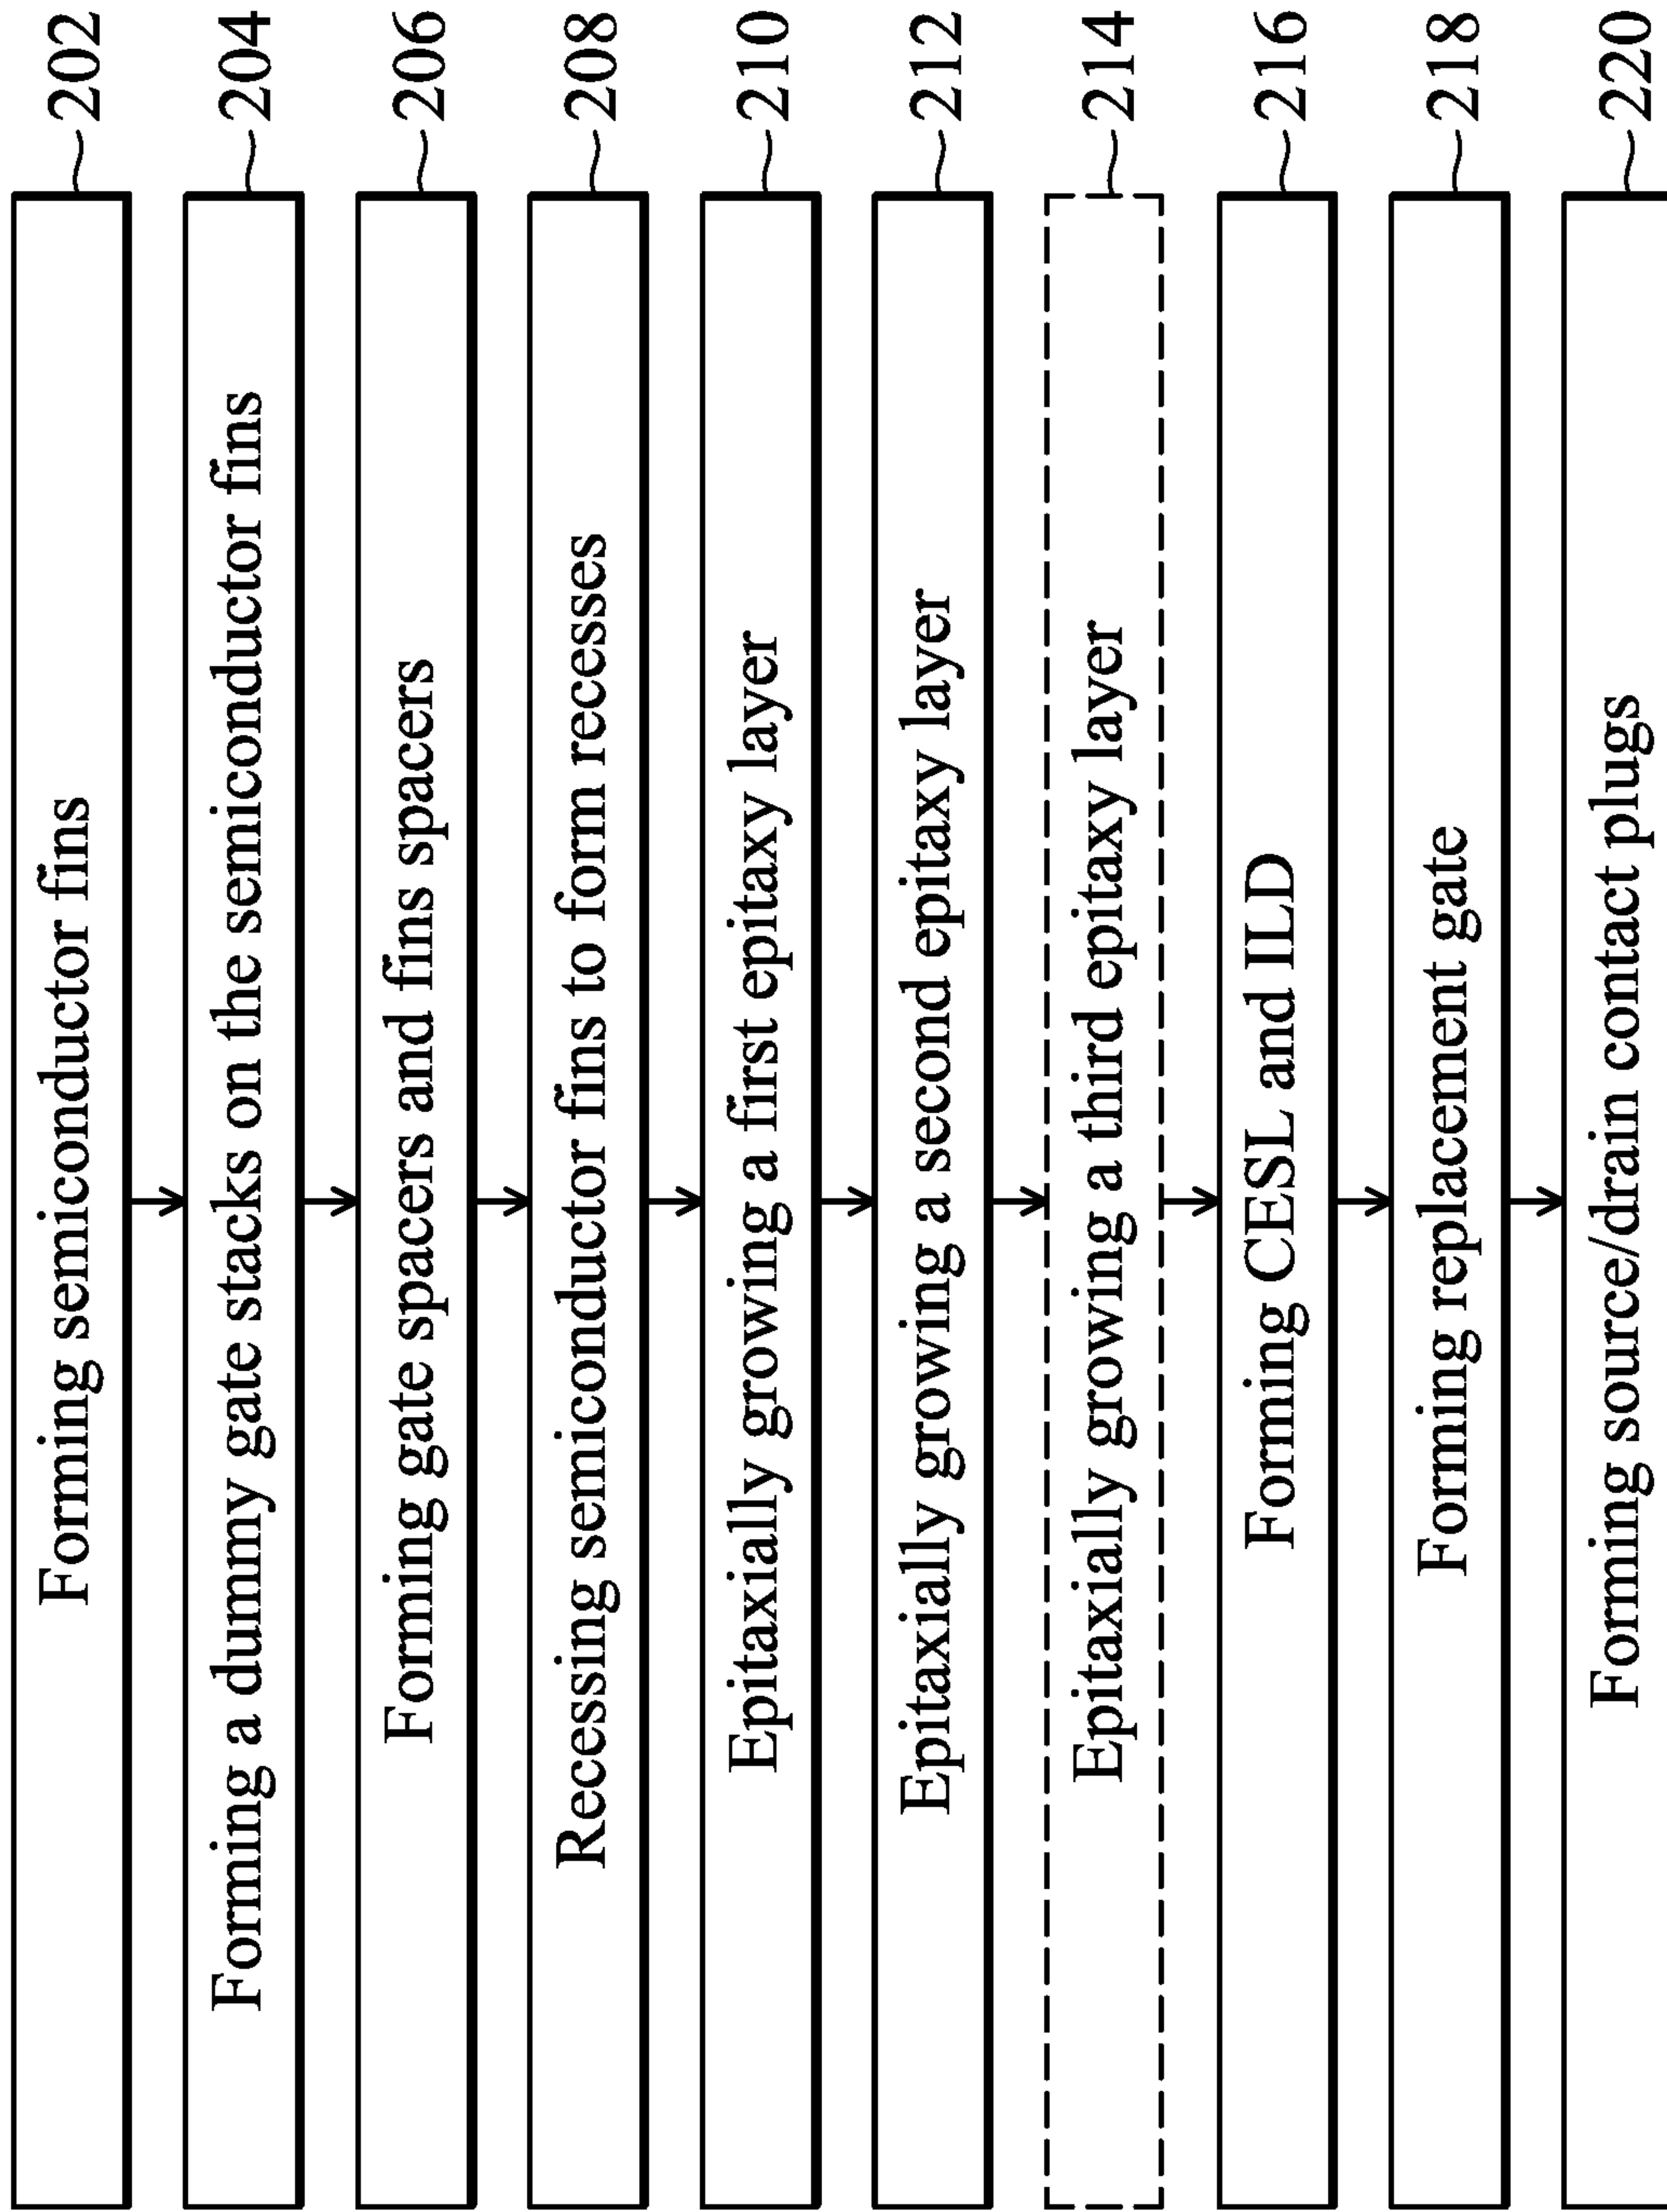 Forming semiconductor fins 202
Forming a dummy gate stacks on the semiconductor fins 204
Forming gate spacers and fins spacers 206
Recessing semiconductor fins to form recesses 208
Epitaxially growing a first epitaxy layer 210
Epitaxially growing a second epitaxy layer 212
Epitaxially growing a third epitaxy layer 214
Forming CESL and ILD 216
Forming replacement gate 218
Forming source/drain contact plugs 220